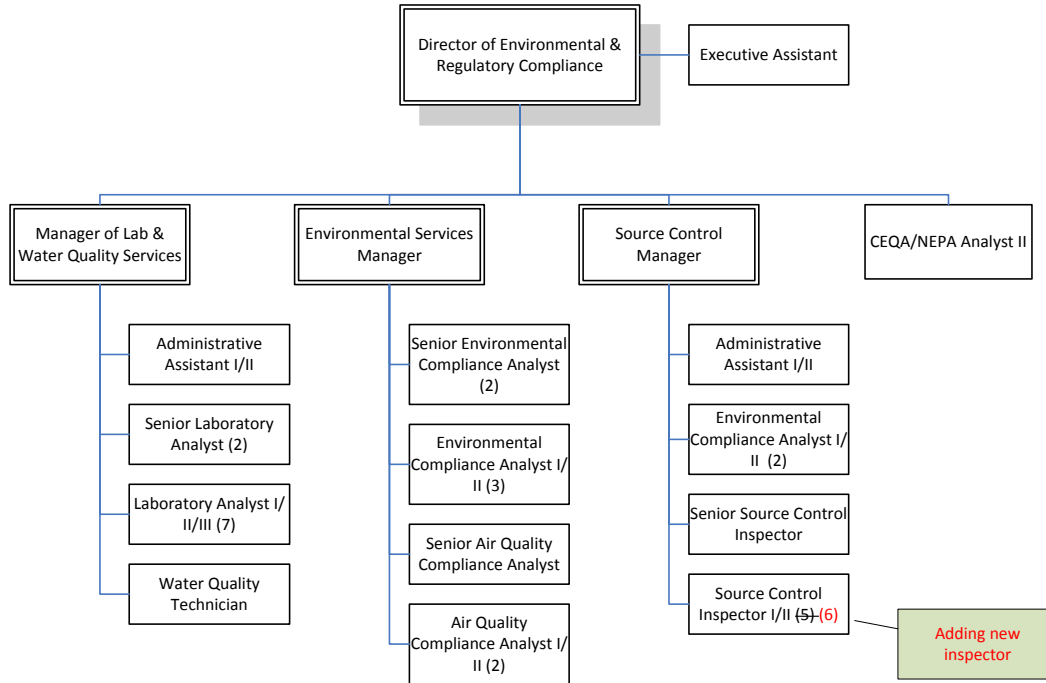 Director of Environmental &
Regulatory Compliance
Executive Assistant
Manager of Lab &
Water Quality Services
Environmental Services
Manager
Source Control
Manager
CEQA/NEPA Analyst II
Administrative
Assistant I/II
Senior Laboratory
Analyst (2)
Laboratory Analyst I/
II/III (7)
Water Quality
Technician
Senior Environmental
Compliance Analyst
(2)
Environmental
Compliance Analyst I/
II (3)
Senior Air Quality
Compliance Analyst
Air Quality
Compliance Analyst I/
II (2)
Administrative
Assistant I/II
Environmental
Compliance Analyst I/
II (2)
Senior Source Control
Inspector
Source Control
Inspector I/II (5) (6)
Adding new
inspector